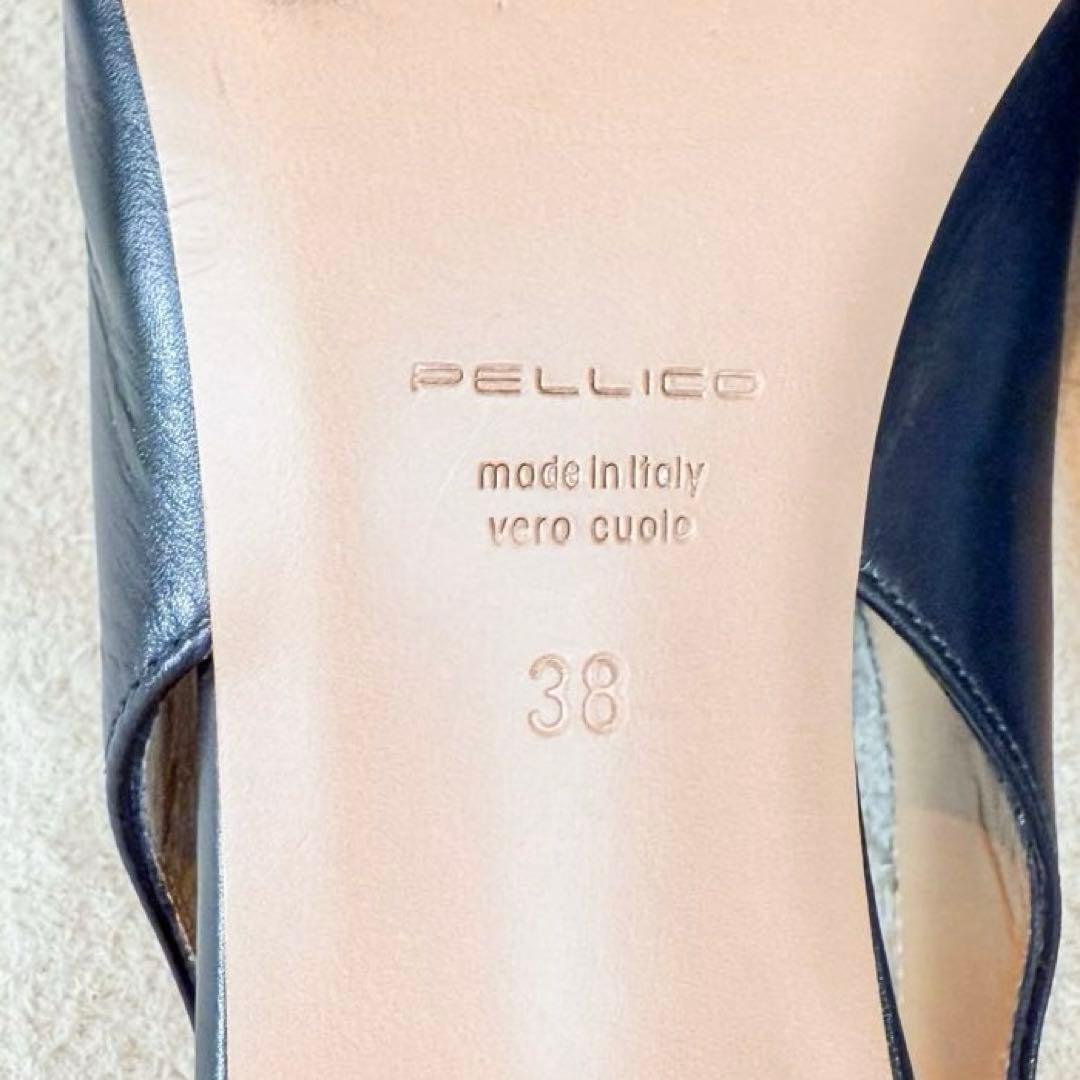 PELLICO
made in Italy
vero cuoio
38